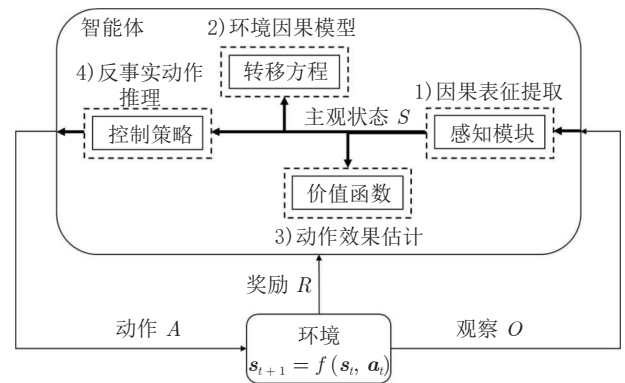 智能体
2)环境因果模型
转移方程
4)反事实动作
推理
控制策略
1)因果表征提取
感知模块
主观状态 S
价值函数
3)动作效果估计
奖励 R
动作 A
观察 O
环境
s_{t+1} = f(s_t, a_t)